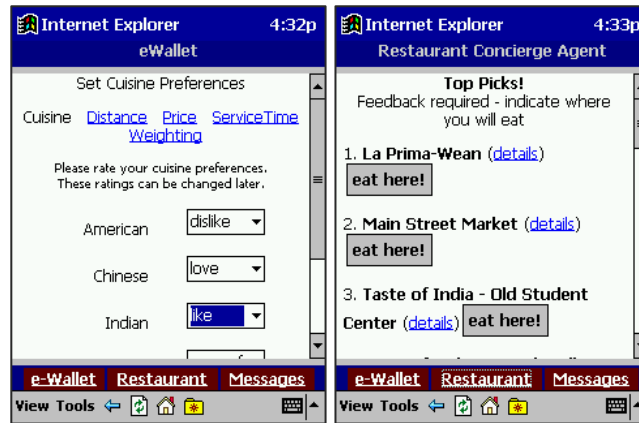 Internet Explorer 4:32p
eWallet
Set Cuisine Preferences
Cuisine Distance Price ServiceTime
Weighting
Please rate your cuisine preferences.
These ratings can be changed later.
American dislike
Chinese love
Indian like
e-Wallet Restaurant Messages
View Tools
Internet Explorer 4:33p
Restaurant Concierge Agent
Top Picks!
Feedback required - indicate where
you will eat
1. La Prima-Wean (details)
eat here!
2. Main Street Market (details)
eat here!
3. Taste of India - Old Student
Center (details) eat here!
e-Wallet Restaurant Messages
View Tools